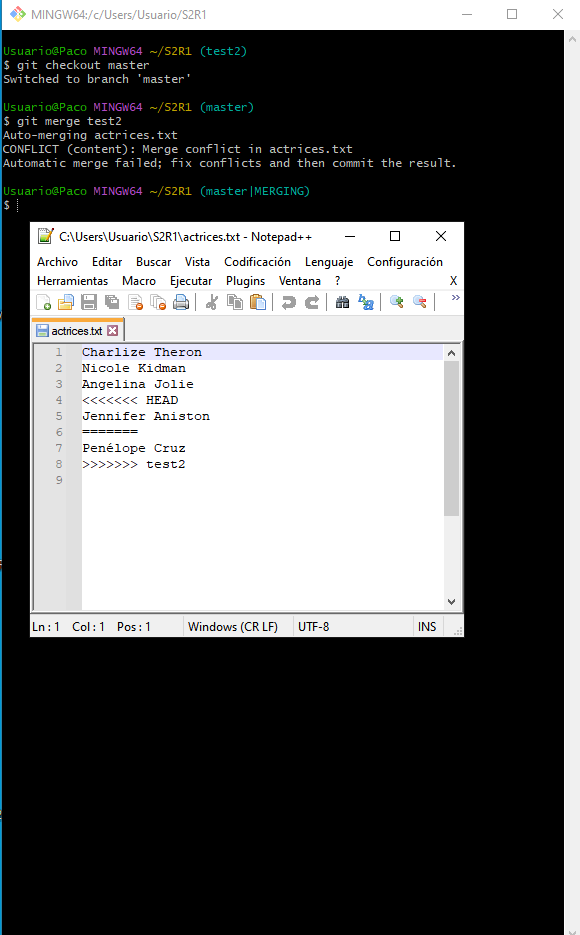 MINGW64:/c/Users/Usuario/S2R1
Usuario@Paco MINGW64 ~/S2R1 (test2)
$ git checkout master
Switched to branch 'master'
Usuario@Paco MINGW64 ~/S2R1 (master)
$ git merge test2
Auto-merging actrices.txt
CONFLICT (content): Merge conflict in actrices.txt
Automatic merge failed; fix conflicts and then commit the result.
Usuario@Paco MINGW64 ~/S2R1 (master|MERGING)
$
C:\Users\Usuario\S2R1\actrices.txt - Notepad++
Archivo Editar Buscar Vista Codificación Lenguaje Configuración
Herramientas Macro Ejecutar Plugins Ventana ? X
actrices.txt
1 Charlize Theron
2 Nicole Kidman
3 Angelina Jolie
4 <<<<<<< HEAD
5 Jennifer Aniston
6 =======
7 Penélope Cruz
8 >>>>>>> test2
9
Ln : 1 Col : 1 Pos : 1 Windows (CR LF) UTF-8 INS